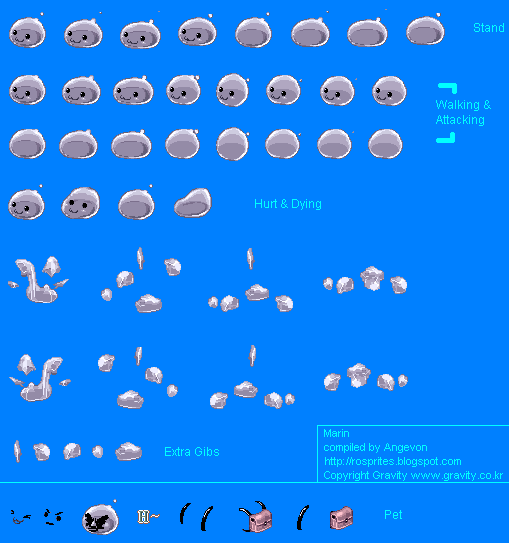 Stand
Walking &
Attacking
Hurt & Dying
Extra Gibs
Marin
compiled by Angevon
http://rosprites.blogspot.com
Copyright Gravity www.gravity.co.kr
H~
Pet